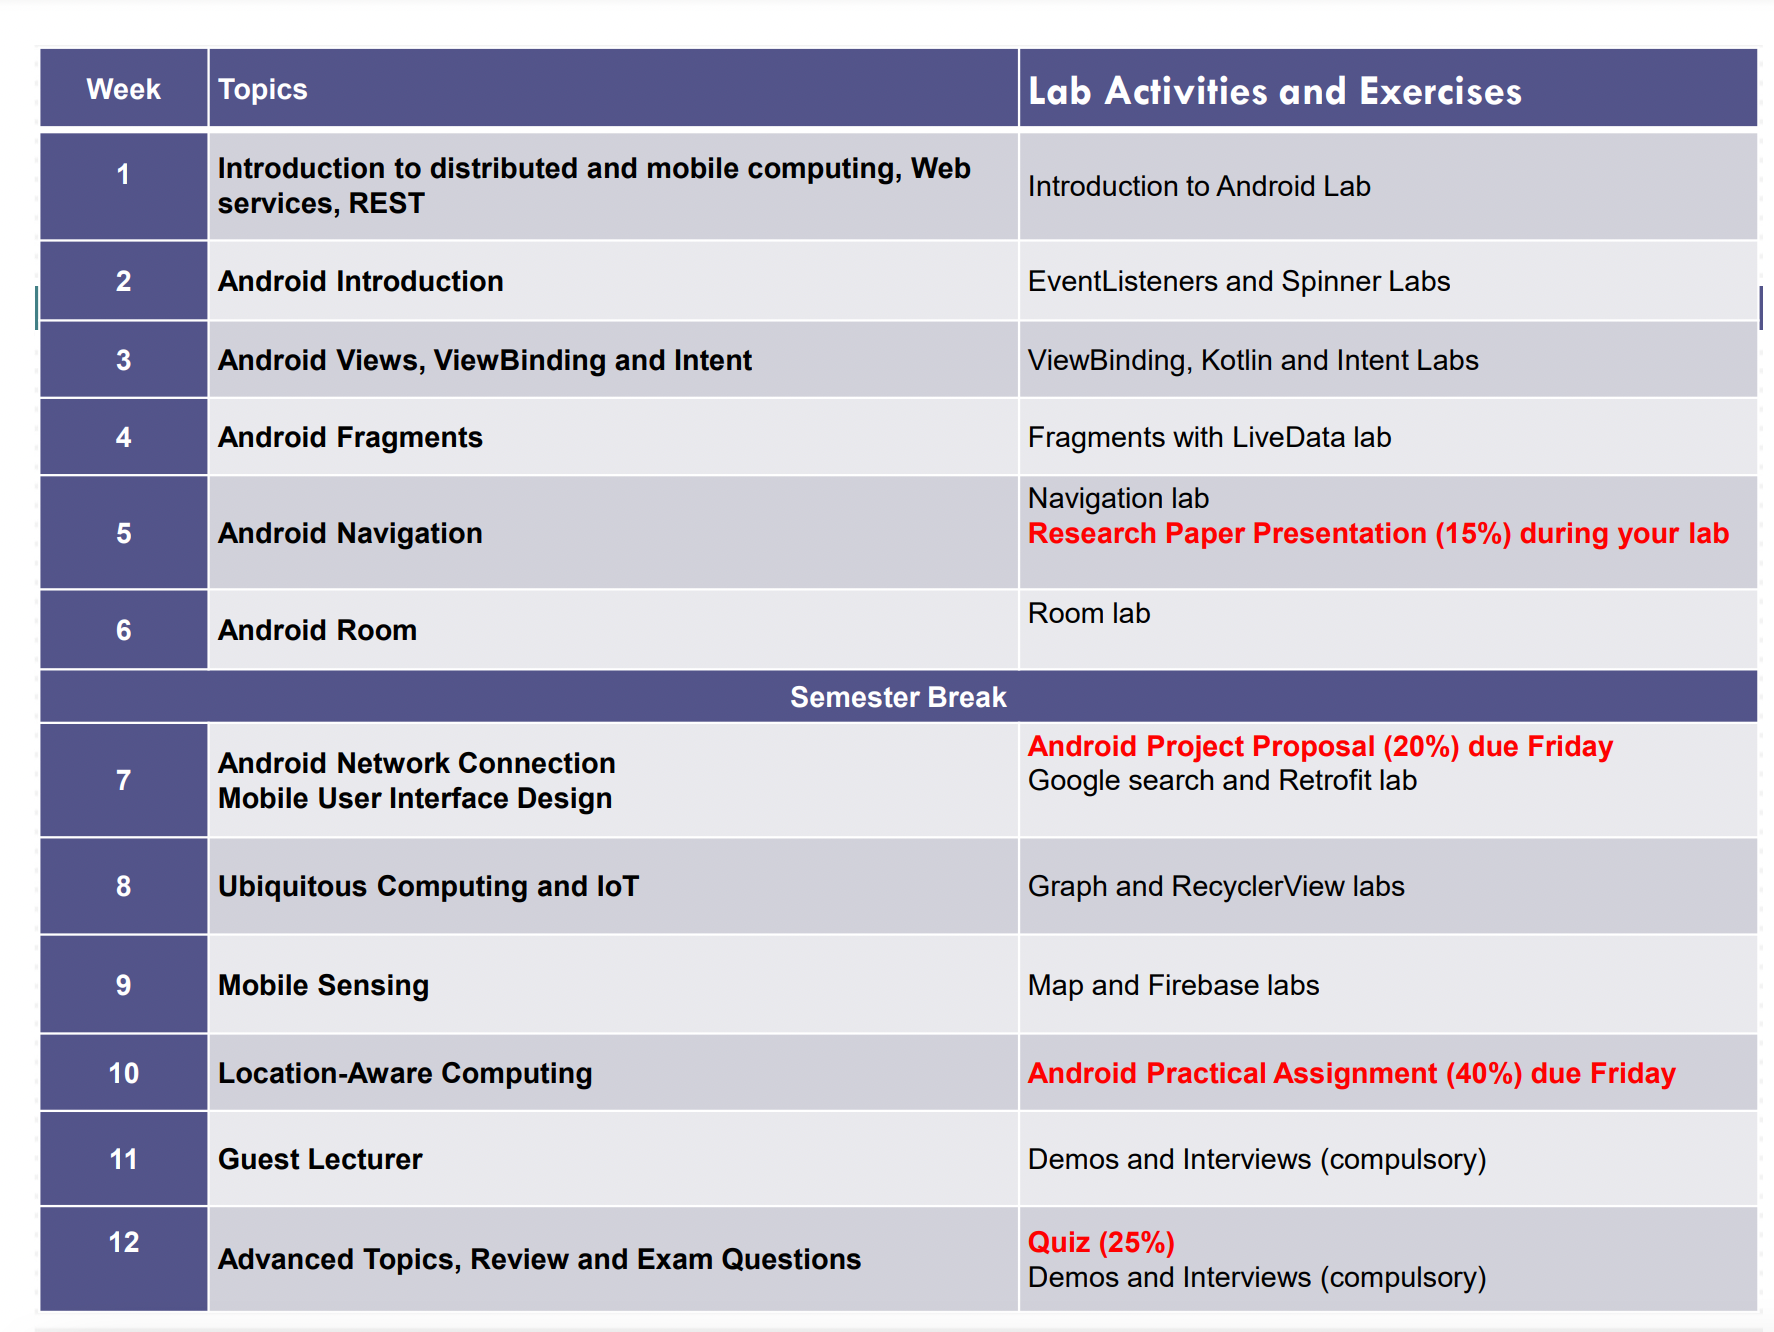 Week Topics Lab Activities and Exercises
1 Introduction to distributed and mobile computing, Web
services, REST
Introduction to Android Lab
2 Android Introduction EventListeners and Spinner Labs
3 Android Views, ViewBinding and Intent ViewBinding, Kotlin and Intent Labs
4 Android Fragments Fragments with LiveData lab
5 Android Navigation
Navigation lab
Research Paper Presentation (15%) during your lab
6 Android Room Room lab
Semester Break
7 Android Network Connection
Mobile User Interface Design
Android Project Proposal (20%) due Friday
Google search and Retrofit lab
8 Ubiquitous Computing and IoT Graph and RecyclerView labs
9 Mobile Sensing Map and Firebase labs
10 Location-Aware Computing Android Practical Assignment (40%) due Friday
11 Guest Lecturer Demos and Interviews (compulsory)
12 Advanced Topics, Review and Exam Questions
Quiz (25%)
Demos and Interviews (compulsory)